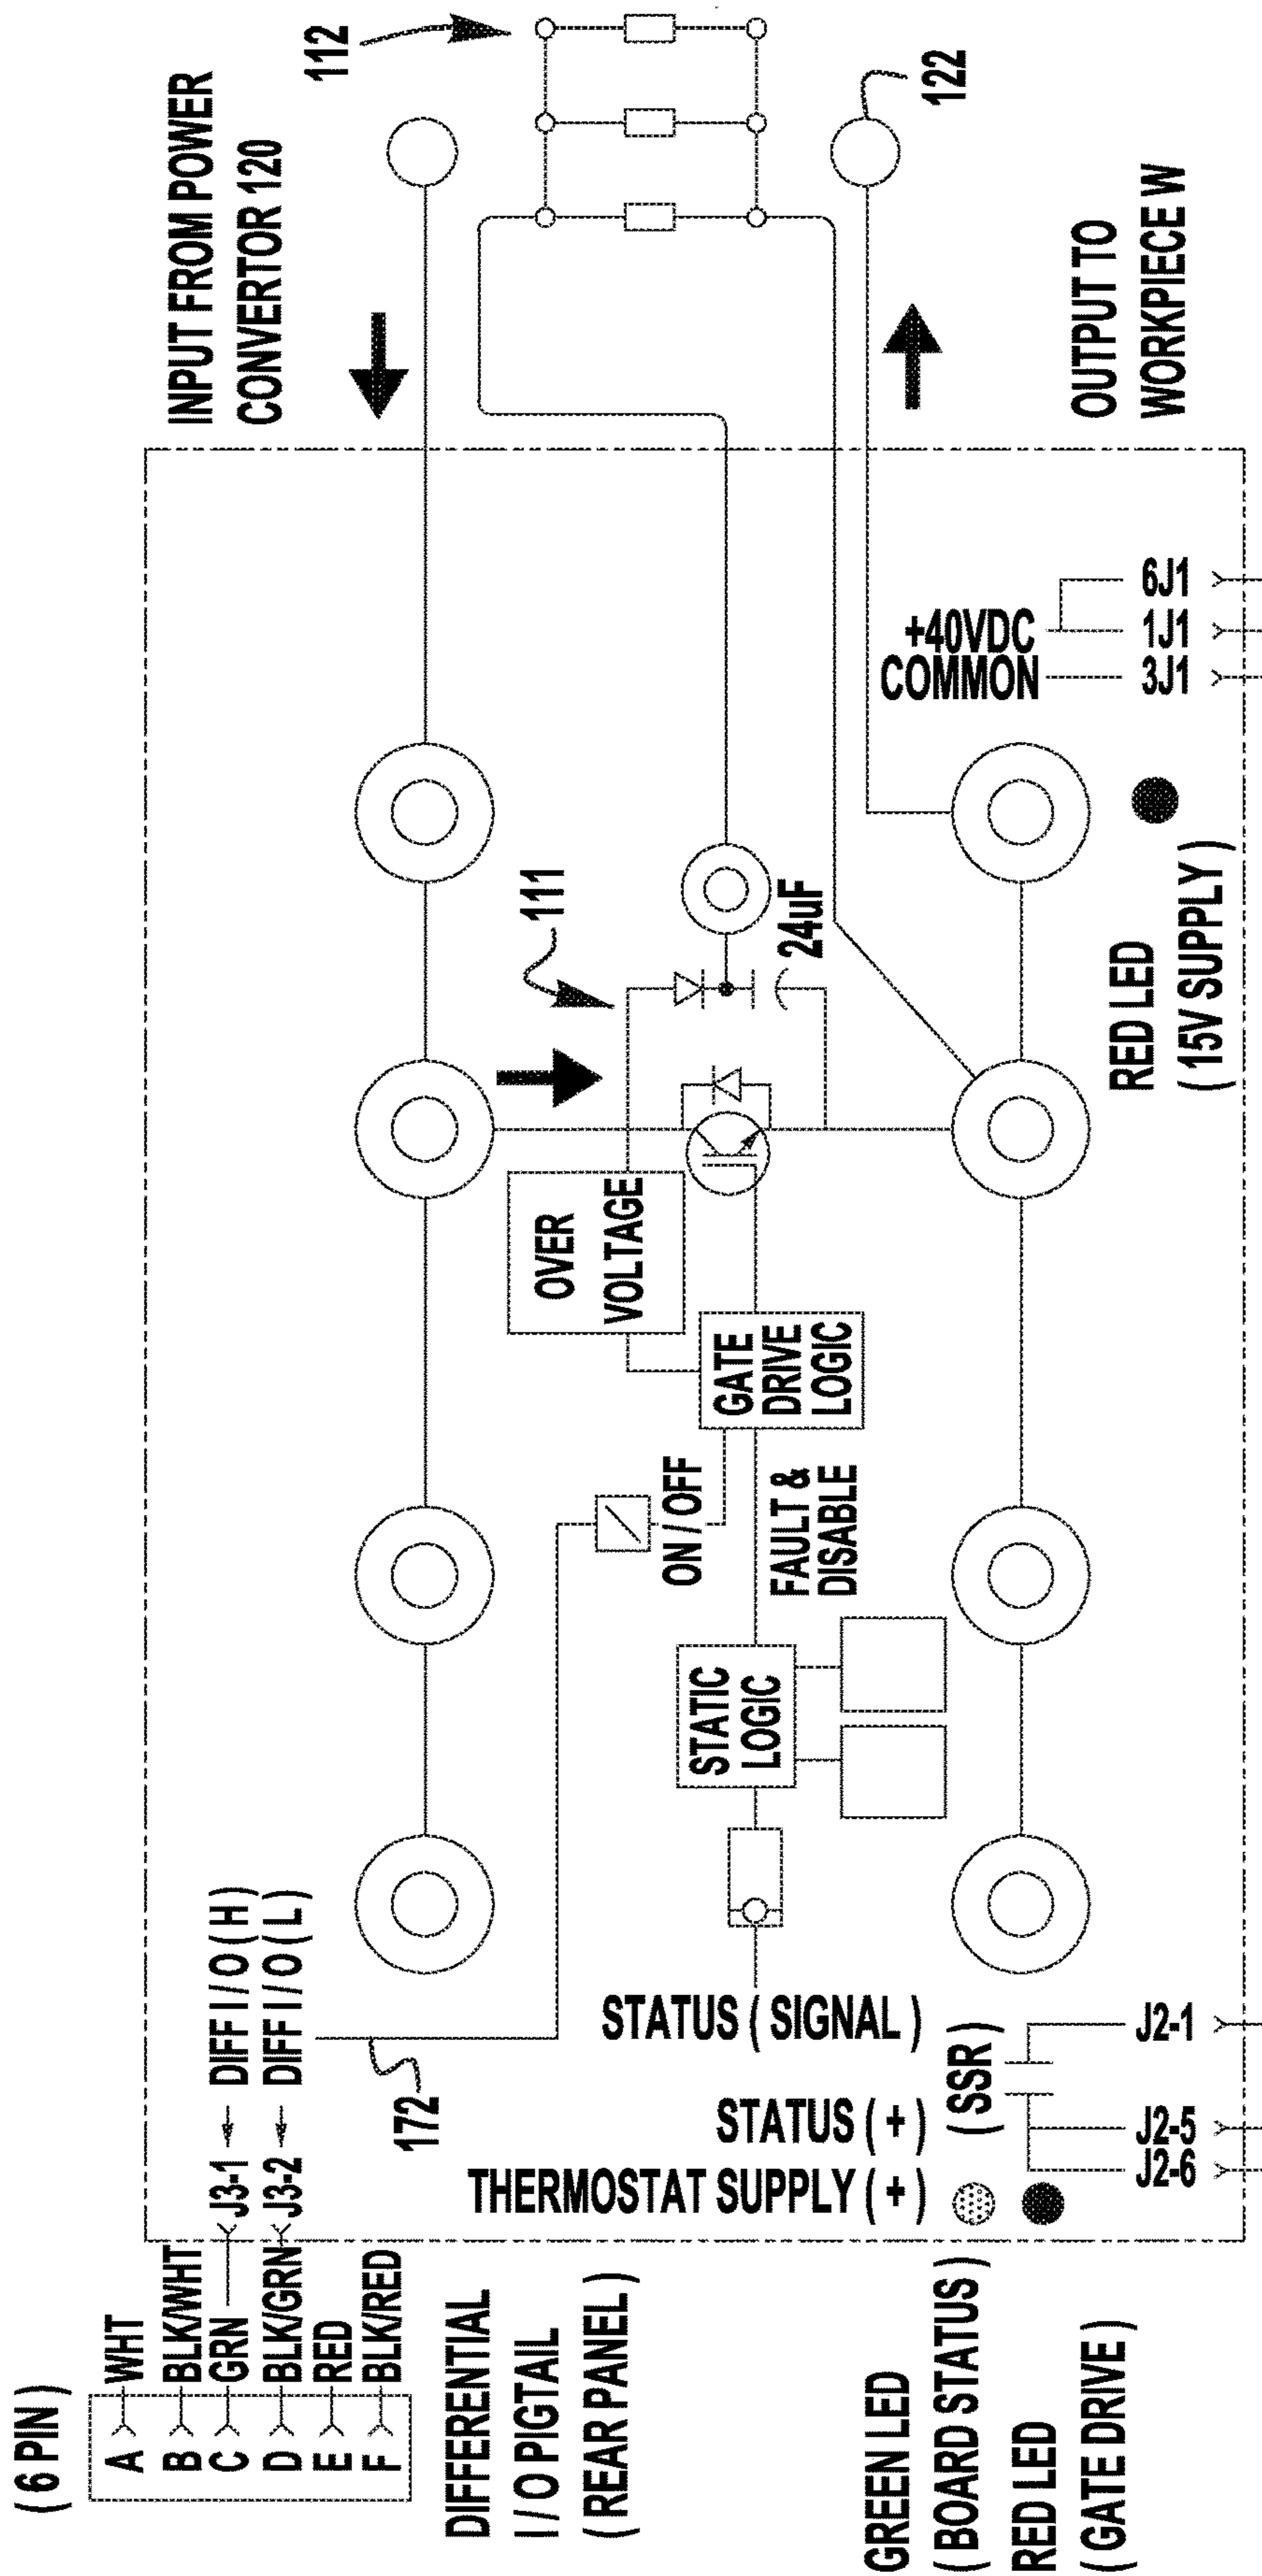 ( 6 PIN )
A WHT
B BLK/WHT
C GRN
D BLK/GRN
E RED
F BLK/RED
J3-1 DIFF I / O ( H )
J3-2 DIFF I / O ( L )
DIFFERENTIAL
I / O PIGTAIL
( REAR PANEL )
172
INPUT FROM POWER
CONVERTOR 120
112
111
OVER
VOLTAGE
24uF
GATE
DRIVE
LOGIC
ON / OFF
FAULT &
DISABLE
STATIC
LOGIC
STATUS ( SIGNAL )
STATUS ( + )
THERMOSTAT SUPPLY ( + )
( SSR )
J2-1
J2-5
J2-6
GREEN LED
( BOARD STATUS )
RED LED
( GATE DRIVE )
RED LED
( 15V SUPPLY )
+40VDC
COMMON
6J1
1J1
3J1
122
OUTPUT TO
WORKPIECE W